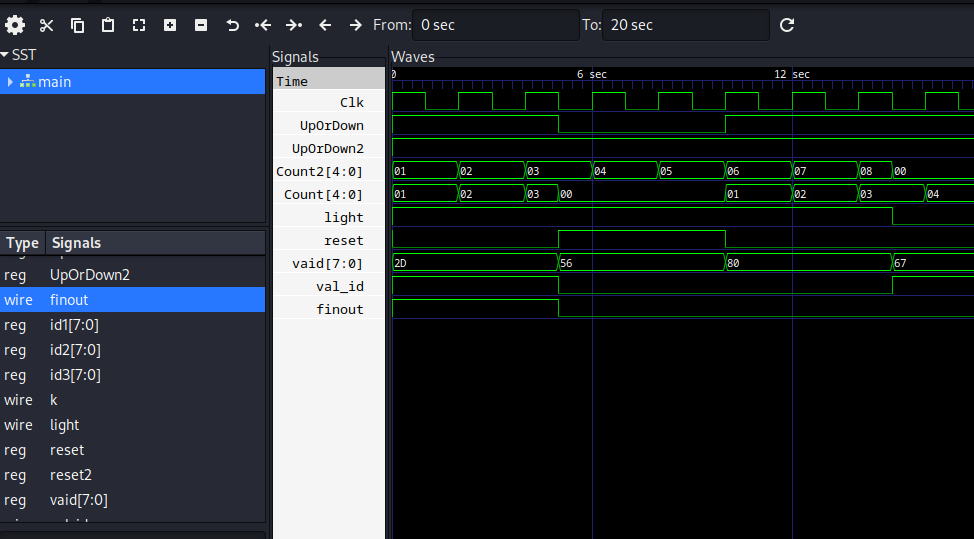 From: 0 sec To: 20 sec
SST
main
Type Signals
reg UpOrDown2
wire finout
reg id1[7:0]
reg id2[7:0]
reg id3[7:0]
wire k
wire light
reg reset
reg reset2
reg vaid[7:0]
Signals
Time
Clk
UpOrDown
UpOrDown2
Count2[4:0]
Count[4:0]
light
reset
vaid[7:0]
val_id
finout
Waves
0 6 sec 12 sec
01 02 03 04 05 06 07 08 00
01 02 03 00 01 02 03 04
2D 56 80 67